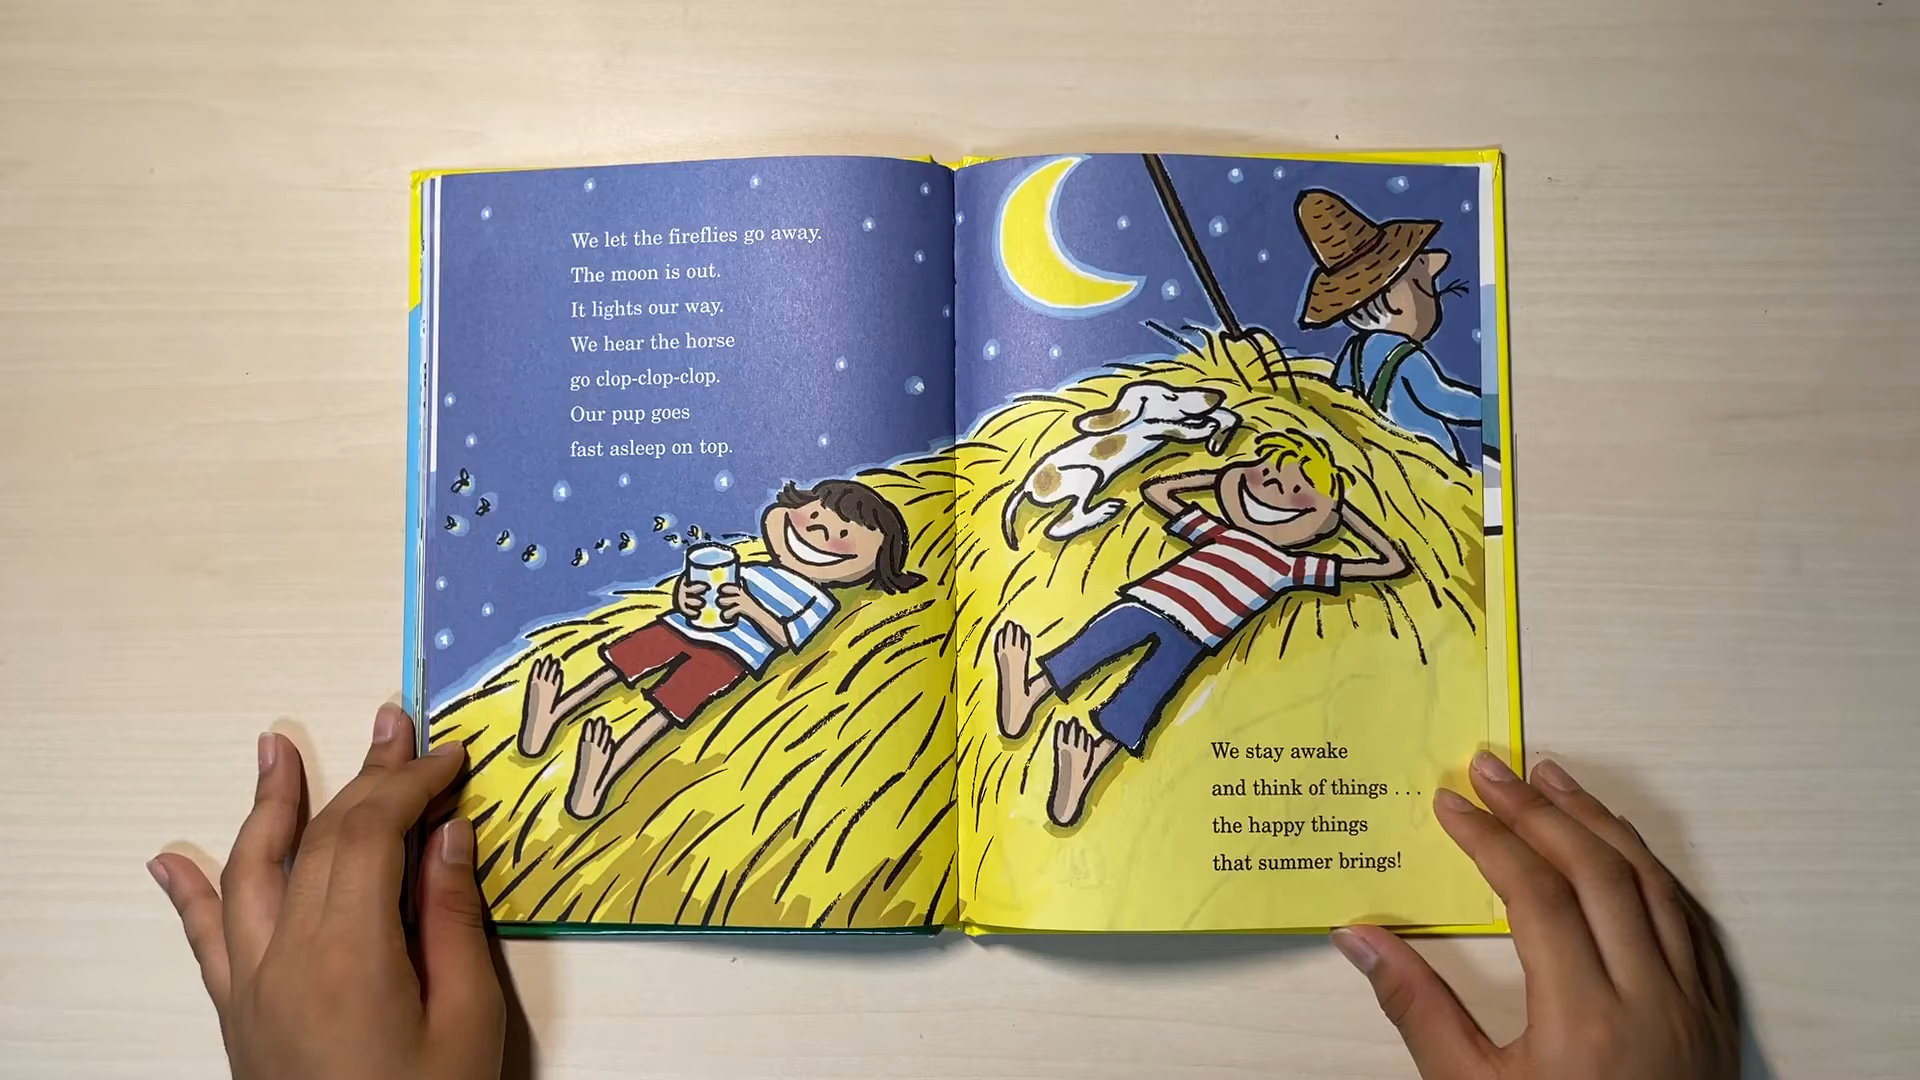 We let the fireflies go away.
The moon is out.
It lights our way.
We hear the horse
go clop-clop-clop.
Our pup goes
fast asleep on top.
We stay awake
and think of things . . .
the happy things
that summer brings!